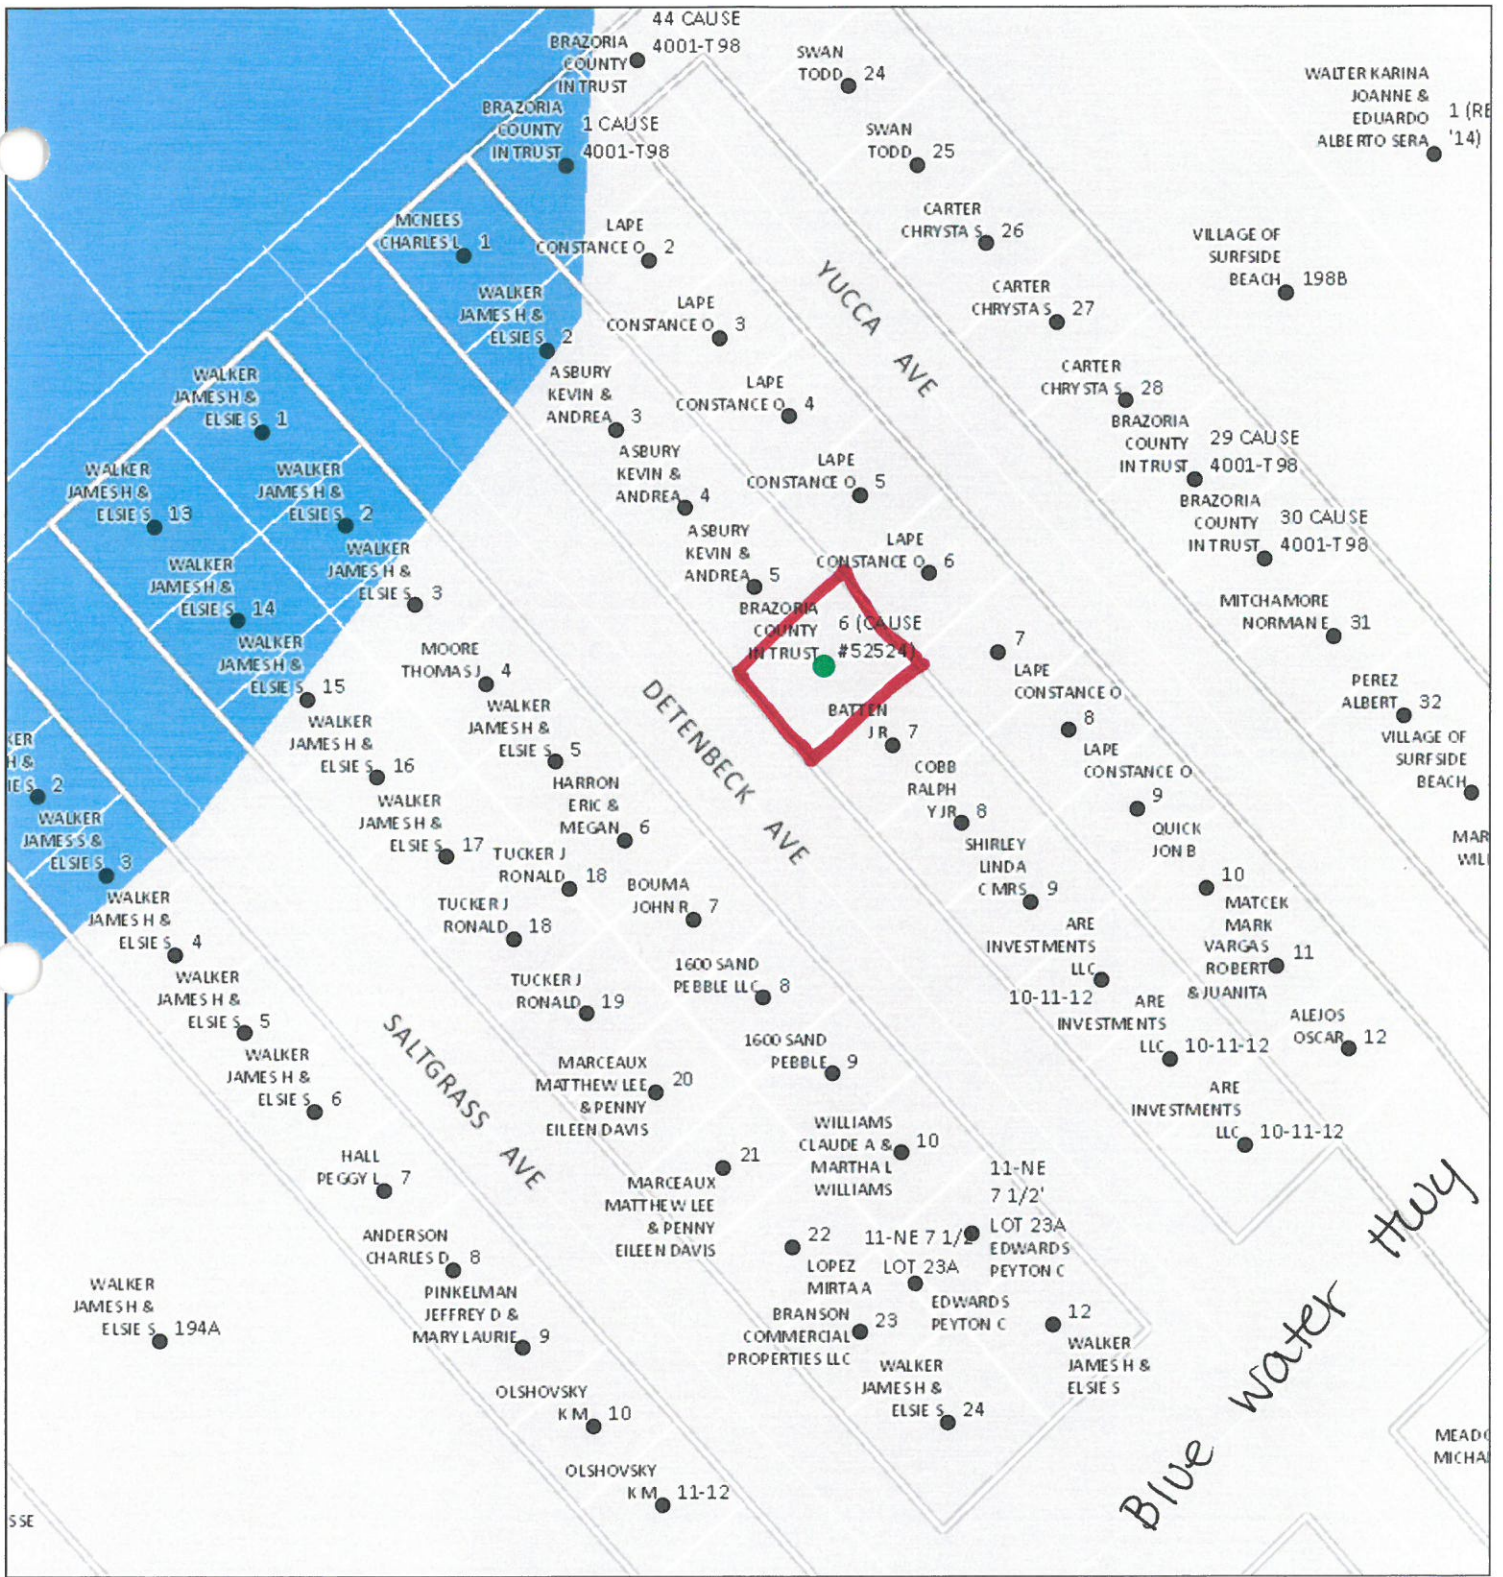 44 CAUSE
BRAZORIA
COUNTY
IN TRUST
4001-T98
SWAN
TODD 24
WALTER KARINA
JOANNE &
EDUARDO
ALBERTO SERA
1 (RE
'14)
BRAZORIA
COUNTY
IN TRUST
1 CAUSE
4001-T98
SWAN
TODD 25
MCNEES
CHARLES L 1
LAPE
CONSTANCE O 2
CARTER
CHRYSTA S 26
VILLAGE OF
SURFSIDE
BEACH 198B
WALKER
JAMES H &
ELSIE S 2
LAPE
CONSTANCE O 3
YUCCA AVE
CARTER
CHRYSTA S 27
WALKER
JAMES H &
ELSIE S 1
ASBURY
KEVIN &
ANDREA 3
LAPE
CONSTANCE O 4
CARTER
CHRYSTA S 28
BRAZORIA
COUNTY
IN TRUST
29 CAUSE
4001-T98
WALKER
JAMES H &
ELSIE S 13
WALKER
JAMES H &
ELSIE S 2
ASBURY
KEVIN &
ANDREA 4
LAPE
CONSTANCE O 5
BRAZORIA
COUNTY
IN TRUST
30 CAUSE
4001-T98
WALKER
JAMES H &
ELSIE S 14
WALKER
JAMES H &
ELSIE S 3
ASBURY
KEVIN &
ANDREA 5
LAPE
CONSTANCE O 6
MITCHAMORE
NORMAN E 31
BRAZORIA
COUNTY
IN TRUST
6 (CAUSE
#52524)
WALKER
JAMES H &
ELSIE S 15
MOORE
THOMAS J 4
DETENBECK AVE
7
LAPE
CONSTANCE O
PEREZ
ALBERT 32
WALKER
JAMES H &
ELSIE S 16
WALKER
JAMES H &
ELSIE S 5
BATTEN
J R 7
8
LAPE
CONSTANCE O
VILLAGE OF
SURFSIDE
BEACH
KER
H &
IE S 2
WALKER
JAMES H &
ELSIE S 17
HARRON
ERIC &
MEGAN 6
COBB
RALPH
Y JR 8
9
QUICK
JON B
MAR
WILL
WALKER
JAMES S &
ELSIE S 3
TUCKER J
RONALD 18
BOUMA
JOHN R 7
SHIRLEY
LINDA
C MRS 9
10
MATCEK
MARK
WALKER
JAMES H &
ELSIE S 4
TUCKER J
RONALD 18
1600 SAND
PEBBLE LLC 8
ARE
INVESTMENTS
LLC
10-11-12
VARGAS
ROBERT
& JUANITA
11
WALKER
JAMES H &
ELSIE S 5
TUCKER J
RONALD 19
1600 SAND
PEBBLE 9
ARE
INVESTMENTS
LLC 10-11-12
ALEJOS
OSCAR 12
SALTGRASS AVE
WALKER
JAMES H &
ELSIE S 6
MARCEAUX
MATTHEW LEE
& PENNY
EILEEN DAVIS
20
ARE
INVESTMENTS
LLC 10-11-12
WILLIAMS
CLAUDE A &
MARTHA L
WILLIAMS
10
HALL
PEGGY L 7
21
MARCEAUX
MATTHEW LEE
& PENNY
EILEEN DAVIS
11-NE
7 1/2'
LOT 23A
EDWARDS
PEYTON C
ANDERSON
CHARLES D 8
22
LOPEZ
MIRTA A
11-NE 7 1/2
LOT 23A
EDWARDS
PEYTON C
WALKER
JAMES H &
ELSIE S 194A
PINKELMAN
JEFFREY D &
MARY LAURIE 9
BRANSON
COMMERCIAL
PROPERTIES LLC
23
12
WALKER
JAMES H &
ELSIE S
OLSHOVSKY
K M 10
WALKER
JAMES H &
ELSIE S 24
OLSHOVSKY
K M 11-12
Blue Water Hwy
MEADO
MICHA
SSE